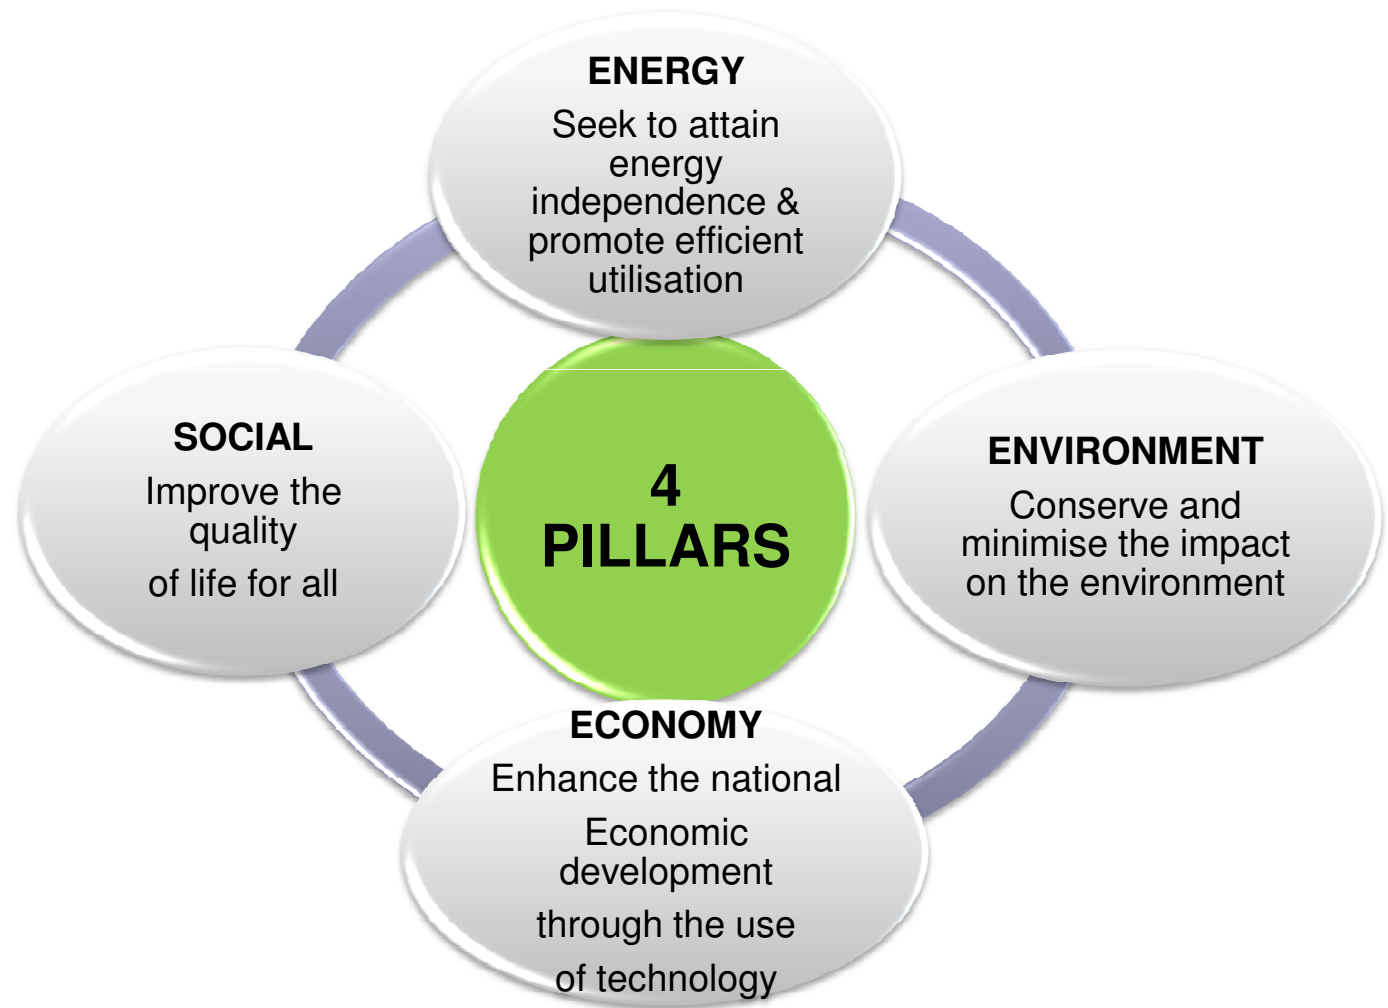 ENERGY
Seek to attain
energy
independence &
promote efficient
utilisation
SOCIAL
Improve the
quality
of life for all
4
PILLARS
ENVIRONMENT
Conserve and
minimise the impact
on the environment
ECONOMY
Enhance the national
Economic
development
through the use
of technology